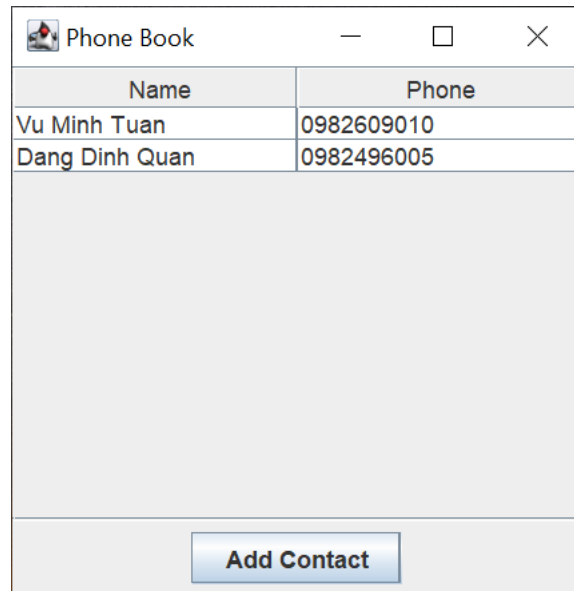 Phone Book
Name Phone
Vu Minh Tuan 0982609010
Dang Dinh Quan 0982496005
Add Contact